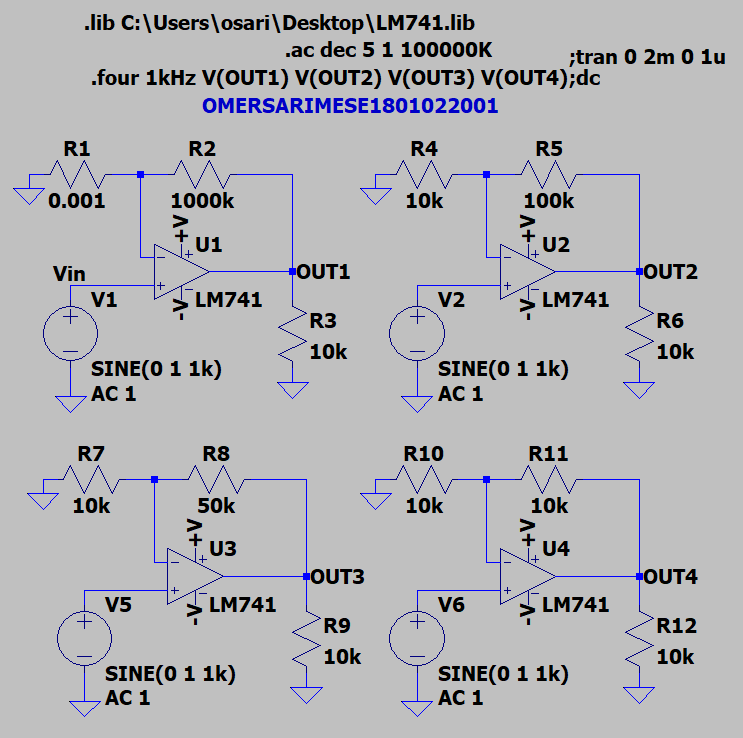 .lib C:\Users\osari\Desktop\LM741.lib
.ac dec 5 1 100000K
;tran 0 2m 0 1u
.four 1kHz V(OUT1) V(OUT2) V(OUT3) V(OUT4);dc
OMERSARIMESE1801022001
R1
R2
0.001
1000k
+V
U1
OUT1
Vin
V1
-V
LM741
R3
10k
SINE(0 1 1k)
AC 1
R4
R5
10k
100k
+V
U2
OUT2
V2
-V
LM741
R6
10k
SINE(0 1 1k)
AC 1
R7
R8
10k
50k
+V
U3
OUT3
V5
-V
LM741
R9
10k
SINE(0 1 1k)
AC 1
R10
R11
10k
10k
+V
U4
OUT4
V6
-V
LM741
R12
10k
SINE(0 1 1k)
AC 1